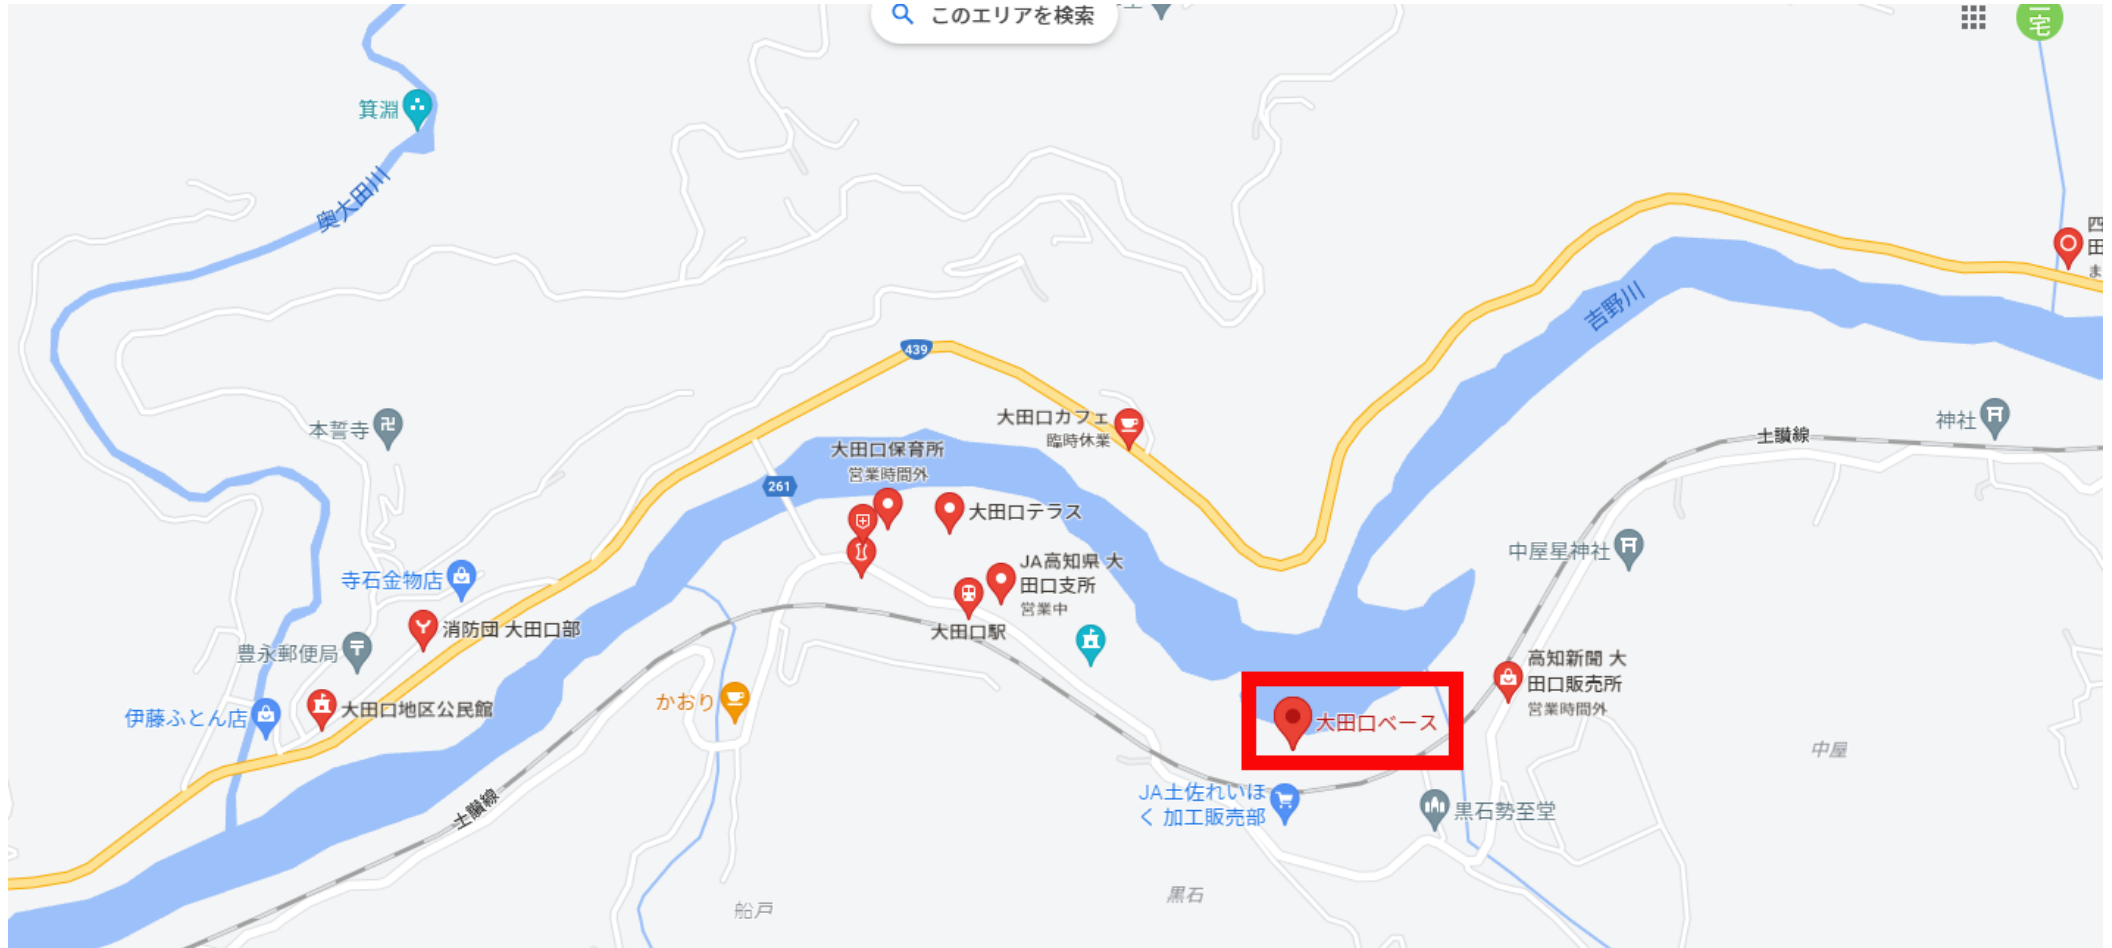 このエリアを検索
宅
箕淵
奥大田川
四
田
ま
吉野川
439
大田口カフェ
臨時休業
神社
本誓寺
土讃線
大田口保育所
営業時間外
261
大田口テラス
中屋星神社
JA高知県 大
田口支所
営業中
寺石金物店
消防団 大田口部
大田口駅
豊永郵便局
高知新聞 大
田口販売所
営業時間外
かおり
大田口地区公民館
伊藤ふとん店
大田口ベース
中屋
土讃線
JA土佐れいほ
く 加工販売部
黒石勢至堂
黒石
船戸